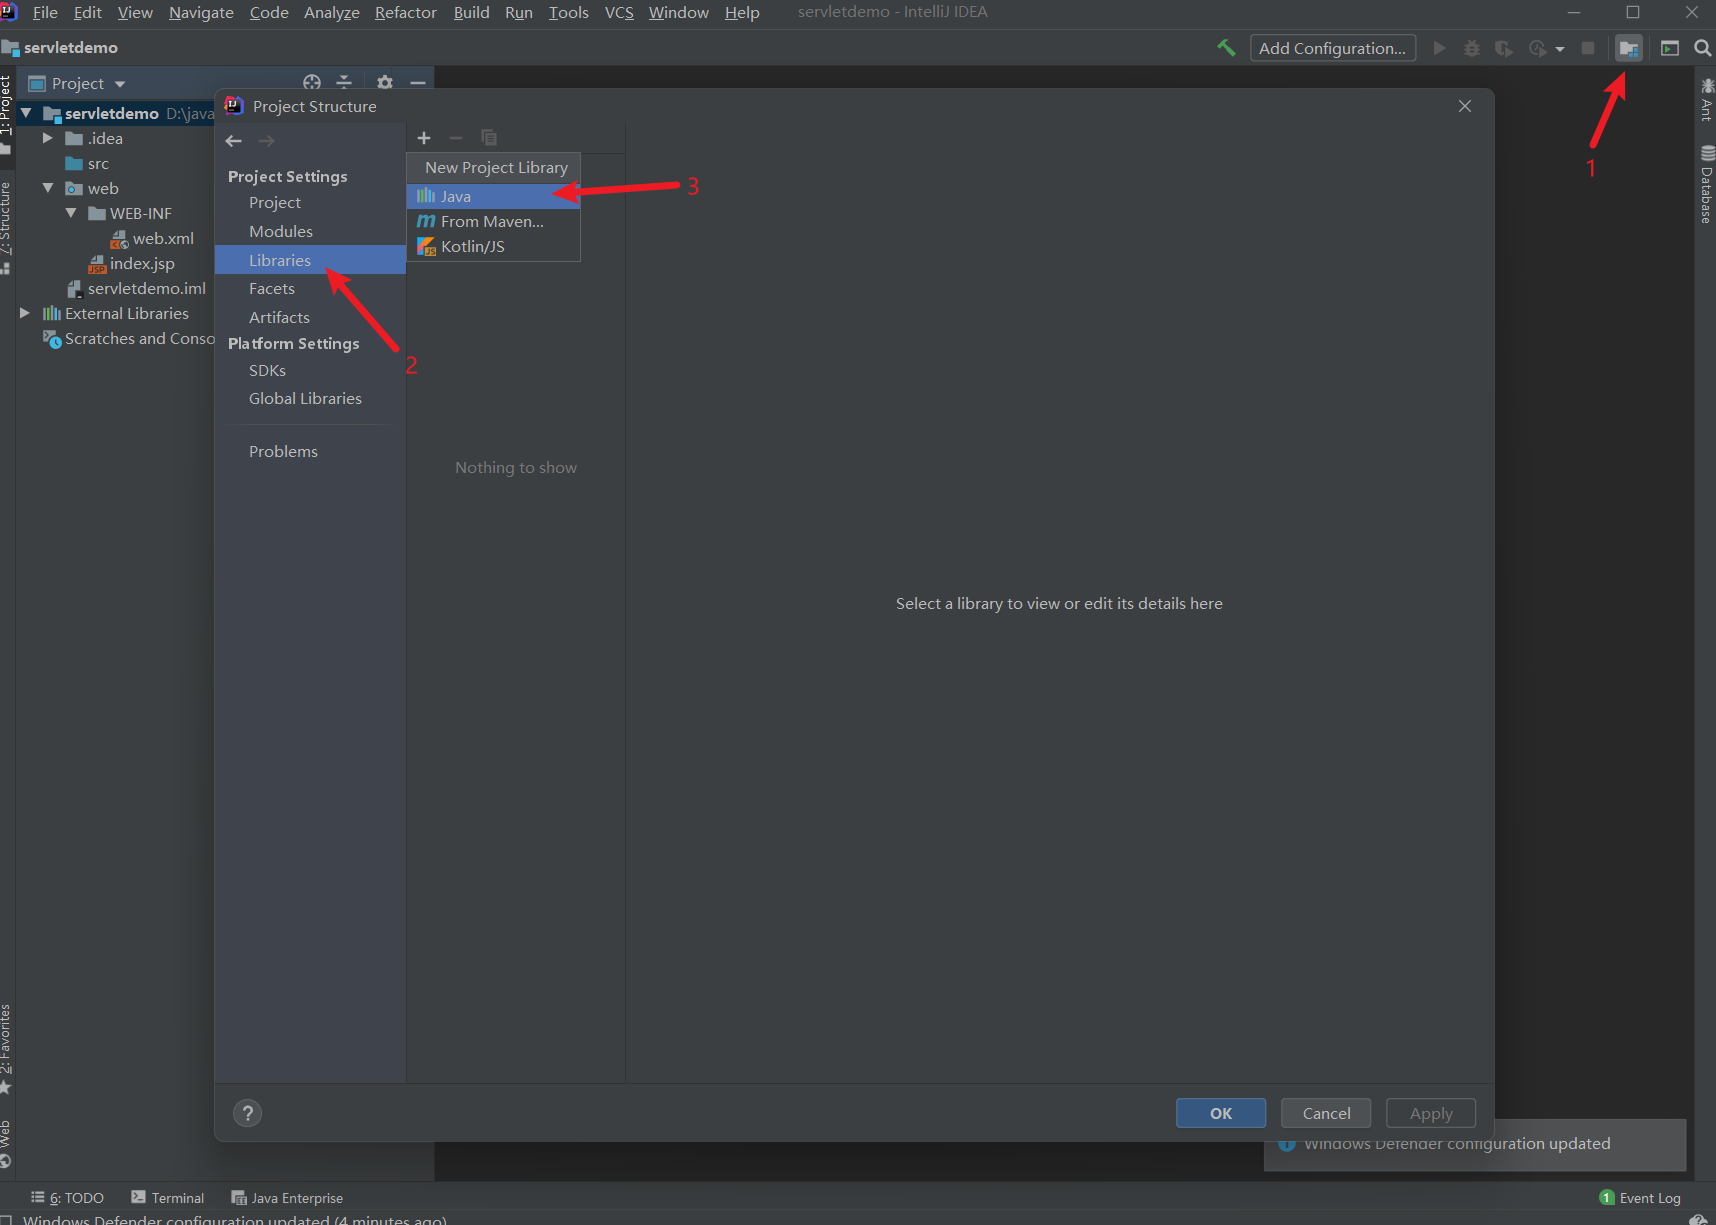 File Edit View Navigate Code Analyze Refactor Build Run Tools VCS Window Help servletdemo - IntelliJ IDEA
servletdemo
Add Configuration...
Project
servletdemo D:\java
.idea
src
web
WEB-INF
web.xml
index.jsp
servletdemo.iml
External Libraries
Scratches and Conso
1: Project
7: Structure
2: Favorites
Web
Project Structure
Project Settings
Project
Modules
Libraries
Facets
Artifacts
Platform Settings
SDKs
Global Libraries
Problems
New Project Library
Java
From Maven...
Kotlin/JS
Nothing to show
Select a library to view or edit its details here
1
2
3
Ant
Database
?
OK
Cancel
Apply
Windows Defender configuration updated
6: TODO
Terminal
Java Enterprise
1 Event Log
Windows Defender configuration updated (4 minutes ago)